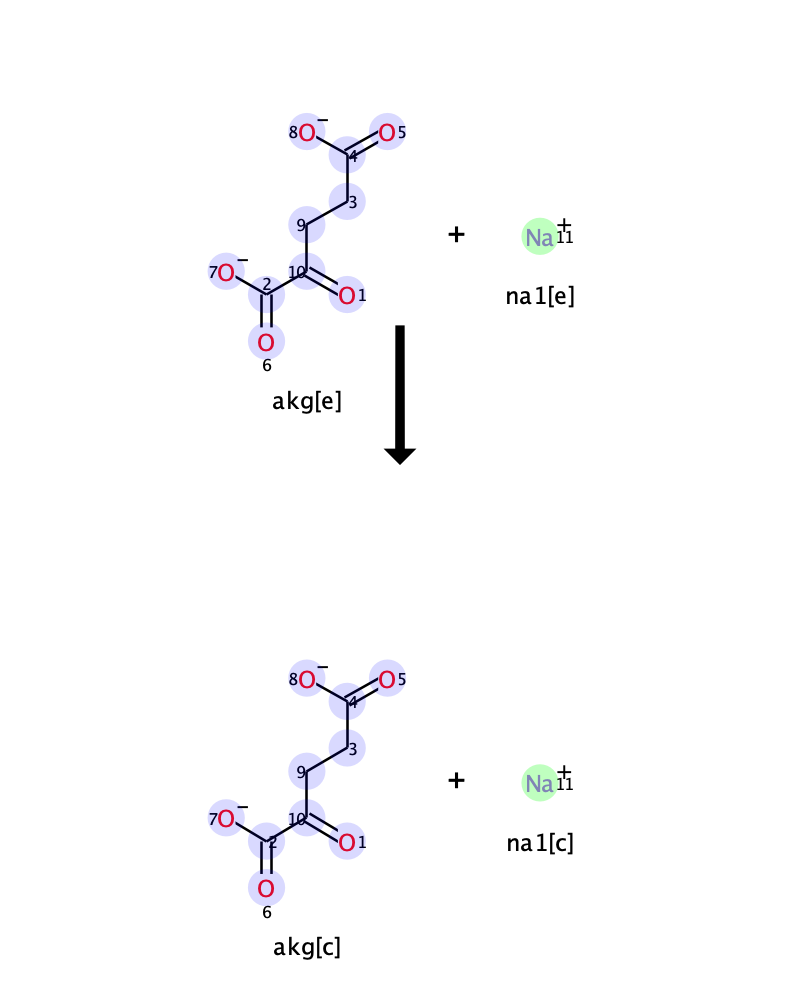 8O⁻ O5
4
3
9
7O⁻ 2 10 O1
O
6
+ Na⁺11
na1[e]
akg[e]
8O⁻ O5
4
3
9
7O⁻ 2 10 O1
O
6
+ Na⁺11
na1[c]
akg[c]